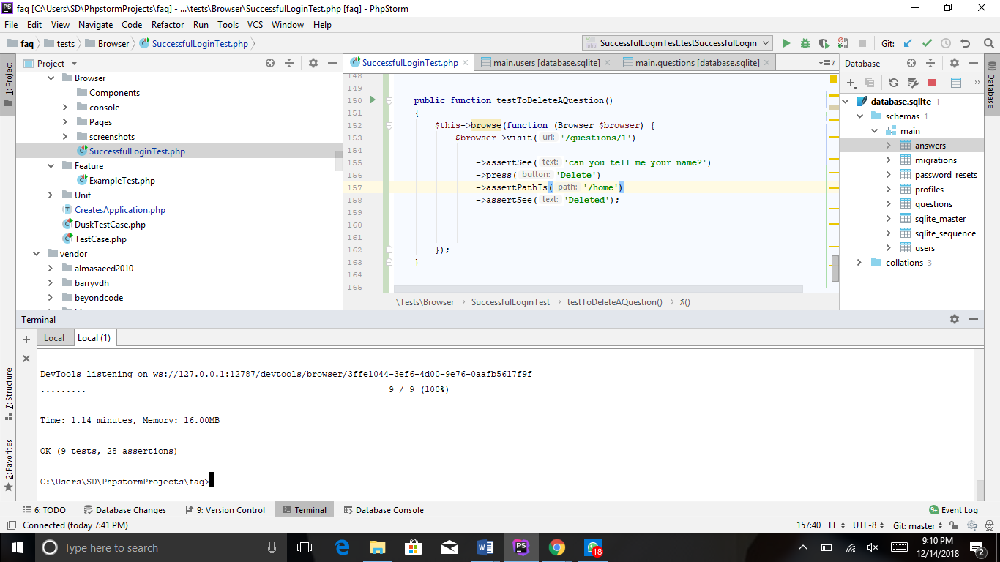 faq [C:\Users\SD\PhpstormProjects\faq] - ...\tests\Browser\SuccessfulLoginTest.php [faq] - PhpStorm
File Edit View Navigate Code Refactor Run Tools VCS Window Help
faq tests Browser SuccessfulLoginTest.php SuccessfulLoginTest.testSuccessfulLogin Git:
1: Project
Project
Browser
Components
console
Pages
screenshots
SuccessfulLoginTest.php
Feature
ExampleTest.php
Unit
CreatesApplication.php
DuskTestCase.php
TestCase.php
vendor
almasaeed2010
barryvdh
beyondcode
SuccessfulLoginTest.php main.users [database.sqlite] main.questions [database.sqlite] 7
148
149
150 public function testToDeleteAQuestion()
151 {
152 $this->browse(function (Browser $browser) {
153 $browser->visit( url: '/questions/1')
154
155 ->assertSee( text: 'can you tell me your name?')
156 ->press( button: 'Delete')
157 ->assertPathIs( path: '/home')
158 ->assertSee( text: 'Deleted');
159
160
161
162 });
163 }
164
165
\Tests\Browser SuccessfulLoginTest testToDeleteAQuestion() λ()
Database
Database
database.sqlite 1
schemas 1
main
answers
migrations
password_resets
profiles
questions
sqlite_master
sqlite_sequence
users
collations 3
Terminal
Local Local (1)
DevTools listening on ws://127.0.0.1:12787/devtools/browser/3ffe1044-3ef6-4d00-9e76-0aafb5617f9f
......... 9 / 9 (100%)
Time: 1.14 minutes, Memory: 16.00MB
OK (9 tests, 28 assertions)
C:\Users\SD\PhpstormProjects\faq>
7: Structure
2: Favorites
6: TODO Database Changes 9: Version Control Terminal Database Console 9+ Event Log
Connected (today 7:41 PM) 157:40 LF UTF-8 Git: master
Type here to search 18 9:10 PM
12/14/2018 2